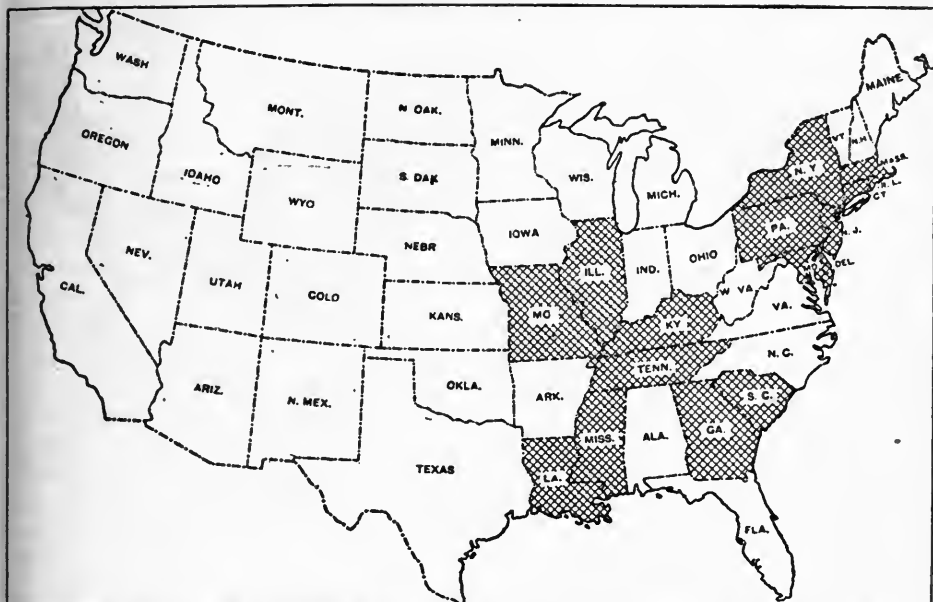 WASH
MONT.
N DAK.
MINN.
MAINE
OREGON
IDAHO
S. DAK
WIS.
MICH.
VT.
N.H.
N. Y
MASS.
R. I.
CT.
WYO
IOWA
NEBR
PA.
N. J.
NEV.
UTAH
COLO
ILL.
IND.
OHIO
MD
DEL.
W VA.
VA.
CAL.
KANS.
MO
KY
N. C.
TENN.
ARIZ.
N. MEX.
OKLA.
ARK.
S. C.
MISS.
ALA.
GA.
TEXAS
LA.
FLA.